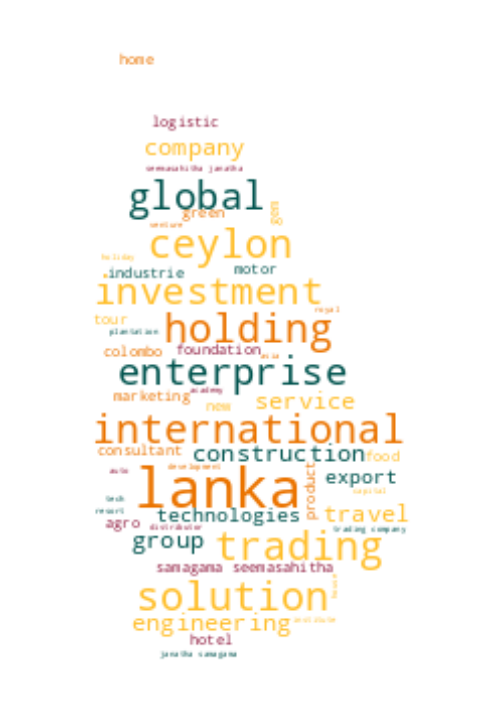 home
logistic
company
seemasahitha janatha
global
green
gem
venture
ceylon
holiday
industrie
motor
investment
tour
royal
plantation
holding
colombo
foundation
asia
enterprise
marketing
academy
new
service
international
consultant
construction
food
auto
development
lanka
product
export
capital
tech
resort
technologies
travel
agro
distributor
trading company
group
trading
samagama seemasahitha
solution
house
engineering
institute
hotel
janatha samagama